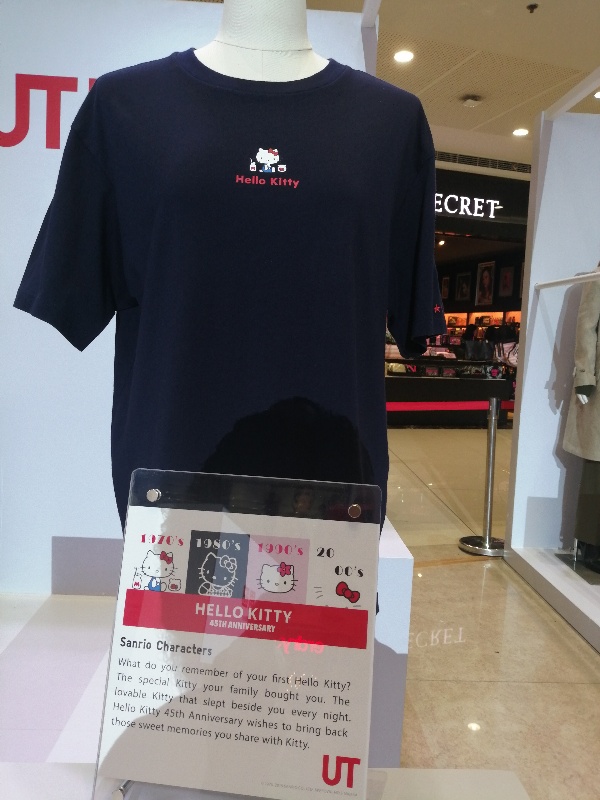 UT
Hello Kitty
ECRET
1970's 1980's 1990's 20
00's
HELLO KITTY
45TH ANNIVERSARY
Sanrio Characters
What do you remember of your first Hello Kitty?
The special Kitty your family bought you. The
lovable Kitty that slept beside you every night.
Hello Kitty 45th Anniversary wishes to bring back
those sweet memories you share with Kitty.
UT